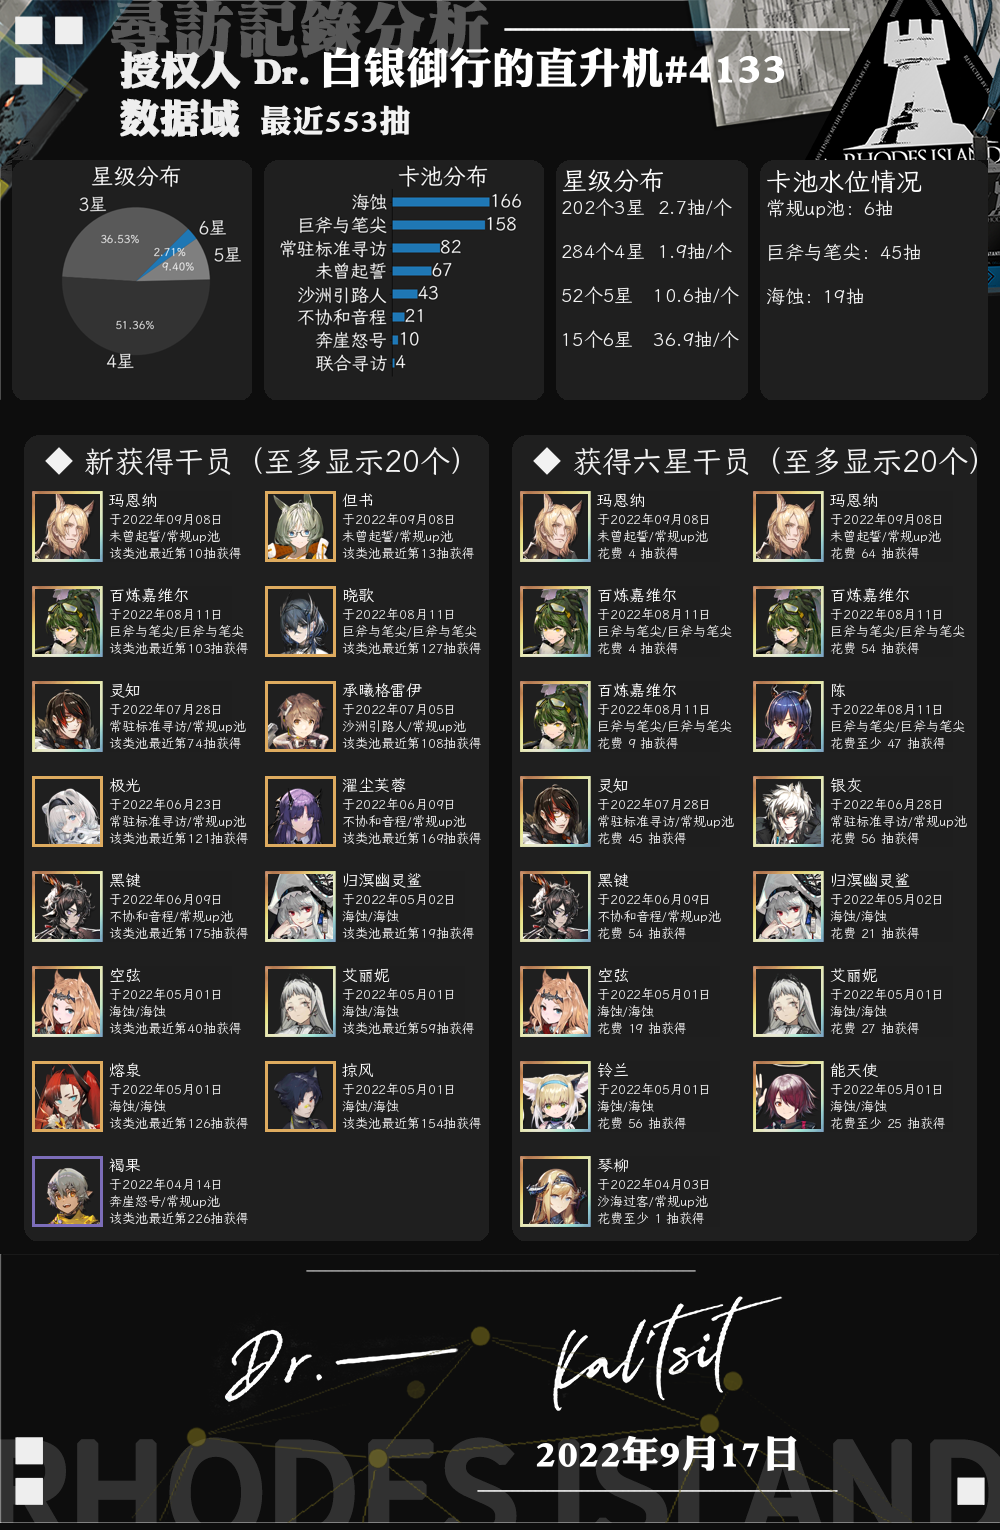 尋訪記錄分析
授权人 Dr. 白银御行的直升机#4133
数据域 最近553抽
RHODES ISLAND
星级分布
3星
6星
5星
4星
36.53%
2.71%
9.40%
51.36%
卡池分布
海蚀 166
巨斧与笔尖 158
常驻标准寻访 82
未曾起誓 67
沙洲引路人 43
不协和音程 21
奔崖怒号 10
联合寻访 4
星级分布
202个3星 2.7抽/个
284个4星 1.9抽/个
52个5星 10.6抽/个
15个6星 36.9抽/个
卡池水位情况
常规up池：6抽
巨斧与笔尖：45抽
海蚀：19抽
◆ 新获得干员（至多显示20个）
玛恩纳
于2022年09月08日
未曾起誓/常规up池
该类池最近第10抽获得
但书
于2022年09月08日
未曾起誓/常规up池
该类池最近第13抽获得
百炼嘉维尔
于2022年08月11日
巨斧与笔尖/巨斧与笔尖
该类池最近第103抽获得
晓歌
于2022年08月11日
巨斧与笔尖/巨斧与笔尖
该类池最近第127抽获得
灵知
于2022年07月28日
常驻标准寻访/常规up池
该类池最近第74抽获得
承曦格雷伊
于2022年07月05日
沙洲引路人/常规up池
该类池最近第108抽获得
极光
于2022年06月23日
常驻标准寻访/常规up池
该类池最近第121抽获得
濯尘芙蓉
于2022年06月09日
不协和音程/常规up池
该类池最近第169抽获得
黑键
于2022年06月09日
不协和音程/常规up池
该类池最近第175抽获得
归溟幽灵鲨
于2022年05月02日
海蚀/海蚀
该类池最近第19抽获得
空弦
于2022年05月01日
海蚀/海蚀
该类池最近第40抽获得
艾丽妮
于2022年05月01日
海蚀/海蚀
该类池最近第59抽获得
熔泉
于2022年05月01日
海蚀/海蚀
该类池最近第126抽获得
掠风
于2022年05月01日
海蚀/海蚀
该类池最近第154抽获得
褐果
于2022年04月14日
奔崖怒号/常规up池
该类池最近第226抽获得
◆ 获得六星干员（至多显示20个）
玛恩纳
于2022年09月08日
未曾起誓/常规up池
花费 4 抽获得
玛恩纳
于2022年09月08日
未曾起誓/常规up池
花费 64 抽获得
百炼嘉维尔
于2022年08月11日
巨斧与笔尖/巨斧与笔尖
花费 4 抽获得
百炼嘉维尔
于2022年08月11日
巨斧与笔尖/巨斧与笔尖
花费 54 抽获得
百炼嘉维尔
于2022年08月11日
巨斧与笔尖/巨斧与笔尖
花费 9 抽获得
陈
于2022年08月11日
巨斧与笔尖/巨斧与笔尖
花费至少 47 抽获得
灵知
于2022年07月28日
常驻标准寻访/常规up池
花费 45 抽获得
银灰
于2022年06月28日
常驻标准寻访/常规up池
花费 56 抽获得
黑键
于2022年06月09日
不协和音程/常规up池
花费 54 抽获得
归溟幽灵鲨
于2022年05月02日
海蚀/海蚀
花费 21 抽获得
空弦
于2022年05月01日
海蚀/海蚀
花费 19 抽获得
艾丽妮
于2022年05月01日
海蚀/海蚀
花费 27 抽获得
铃兰
于2022年05月01日
海蚀/海蚀
花费 56 抽获得
能天使
于2022年05月01日
海蚀/海蚀
花费至少 25 抽获得
琴柳
于2022年04月03日
沙海过客/常规up池
花费至少 1 抽获得
Dr. — Kal'tsit
2022年9月17日
RHODES ISLAND